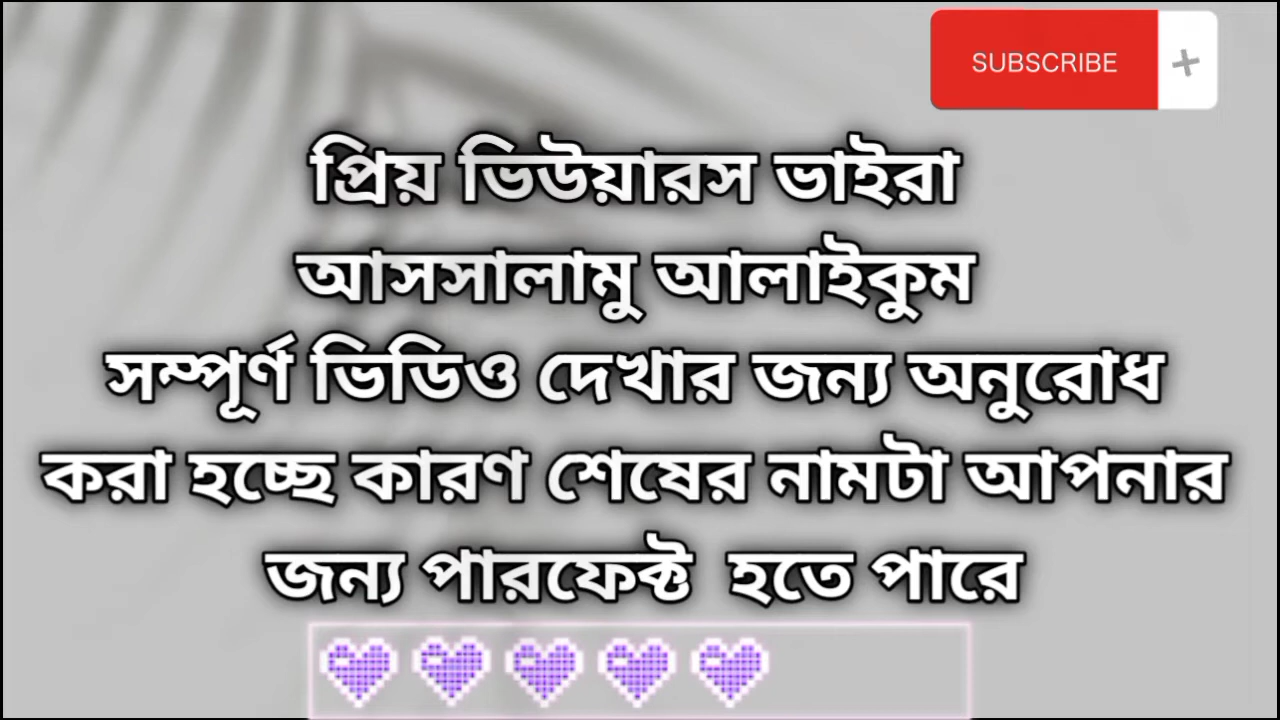 SUBSCRIBE +
প্রিয় ভিউয়ারস ভাইরা
আসসালামু আলাইকুম
সম্পূর্ণ ভিডিও দেখার জন্য অনুরোধ
করা হচ্ছে কারণ শেষের নামটা আপনার
জন্য পারফেক্ট হতে পারে